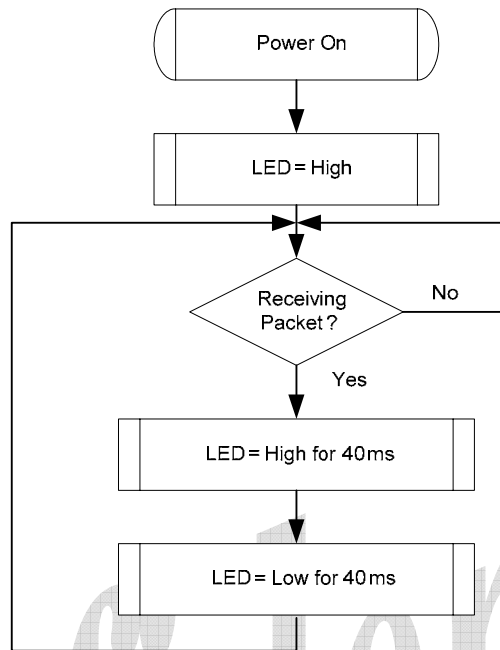 Power On
LED = High
Receiving
Packet ?
No
Yes
LED = High for 40ms
LED = Low for 40ms